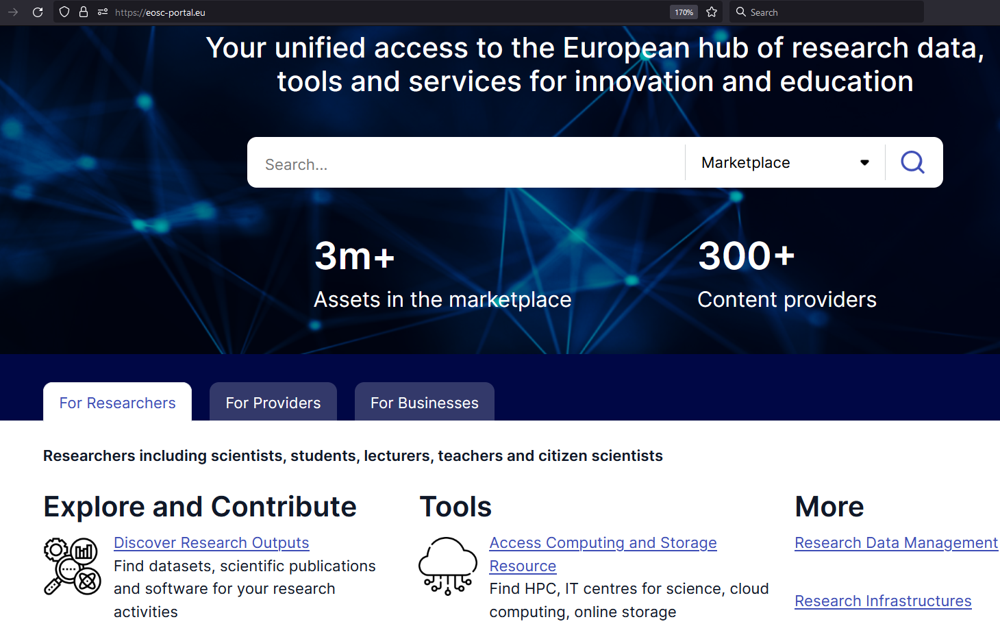 https://eosc-portal.eu
170%
Search
Your unified access to the European hub of research data,
tools and services for innovation and education
Search...
Marketplace
3m+
300+
Assets in the marketplace
Content providers
For Researchers
For Providers
For Businesses
Researchers including scientists, students, lecturers, teachers and citizen scientists
Explore and Contribute
Discover Research Outputs
Find datasets, scientific publications
and software for your research
activities
Tools
Access Computing and Storage
Resource
Find HPC, IT centres for science, cloud
computing, online storage
More
Research Data Management
Research Infrastructures